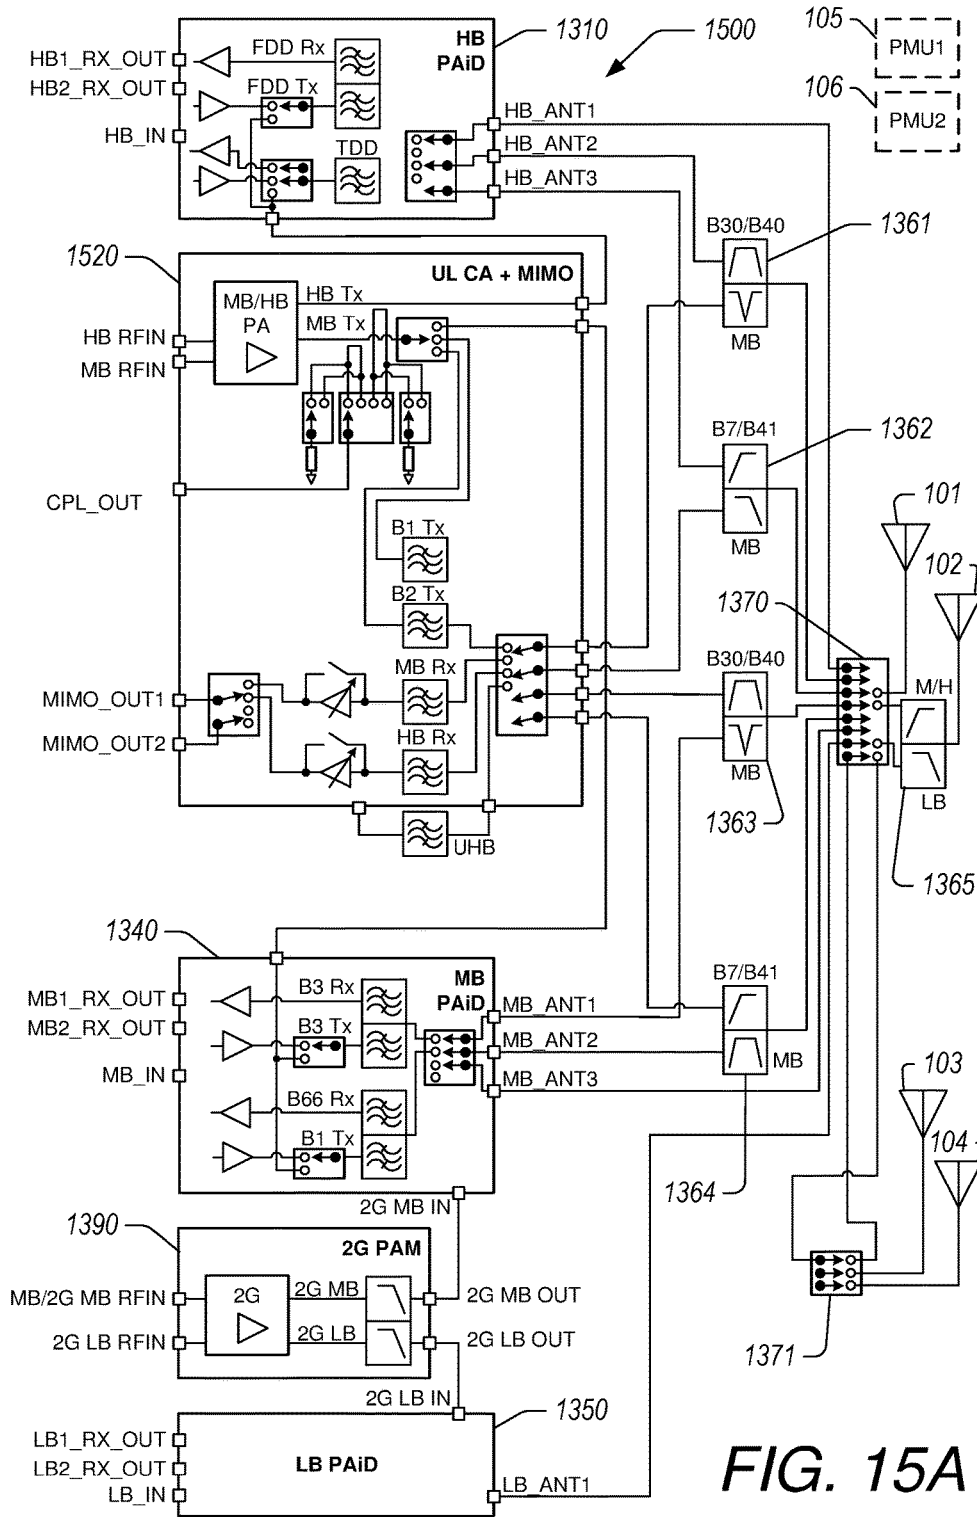 HB PAiD
1310
1500
105
PMU1
106
PMU2
HB1_RX_OUT
HB2_RX_OUT
HB_IN
FDD Rx
FDD Tx
TDD
HB_ANT1
HB_ANT2
HB_ANT3
B30/B40
1361
MB
1520
UL CA + MIMO
MB/HB PA
HB Tx
MB Tx
HB RFIN
MB RFIN
CPL_OUT
B7/B41
1362
MB
101
102
1370
B1 Tx
B2 Tx
MB Rx
HB Rx
MIMO_OUT1
MIMO_OUT2
UHB
B30/B40
MB
1363
M/H
LB
1365
1340
MB PAiD
B3 Rx
B3 Tx
B66 Rx
B1 Tx
MB1_RX_OUT
MB2_RX_OUT
MB_IN
MB_ANT1
MB_ANT2
MB_ANT3
B7/B41
MB
1364
103
104
1371
2G MB IN
1390
2G PAM
2G
2G MB
2G LB
MB/2G MB RFIN
2G LB RFIN
2G MB OUT
2G LB OUT
2G LB IN
1350
LB1_RX_OUT
LB2_RX_OUT
LB_IN
LB PAiD
LB_ANT1
FIG. 15A